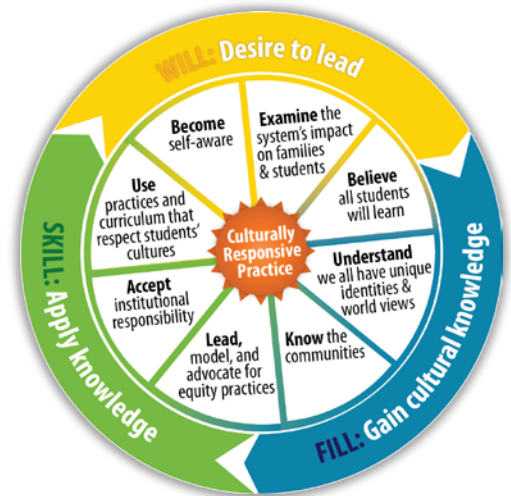 WILL: Desire to lead
Become
self-aware
Examine the
system's impact
on families
& students
Believe
all students
will learn
Understand
we all have unique
identities &
world views
Know the
communities
Lead,
model, and
advocate for
equity practices
Accept
institutional
responsibility
Use
practices and
curriculum that
respect students'
cultures
Culturally
Responsive
Practice
FILL: Gain cultural knowledge
SKILL: Apply knowledge